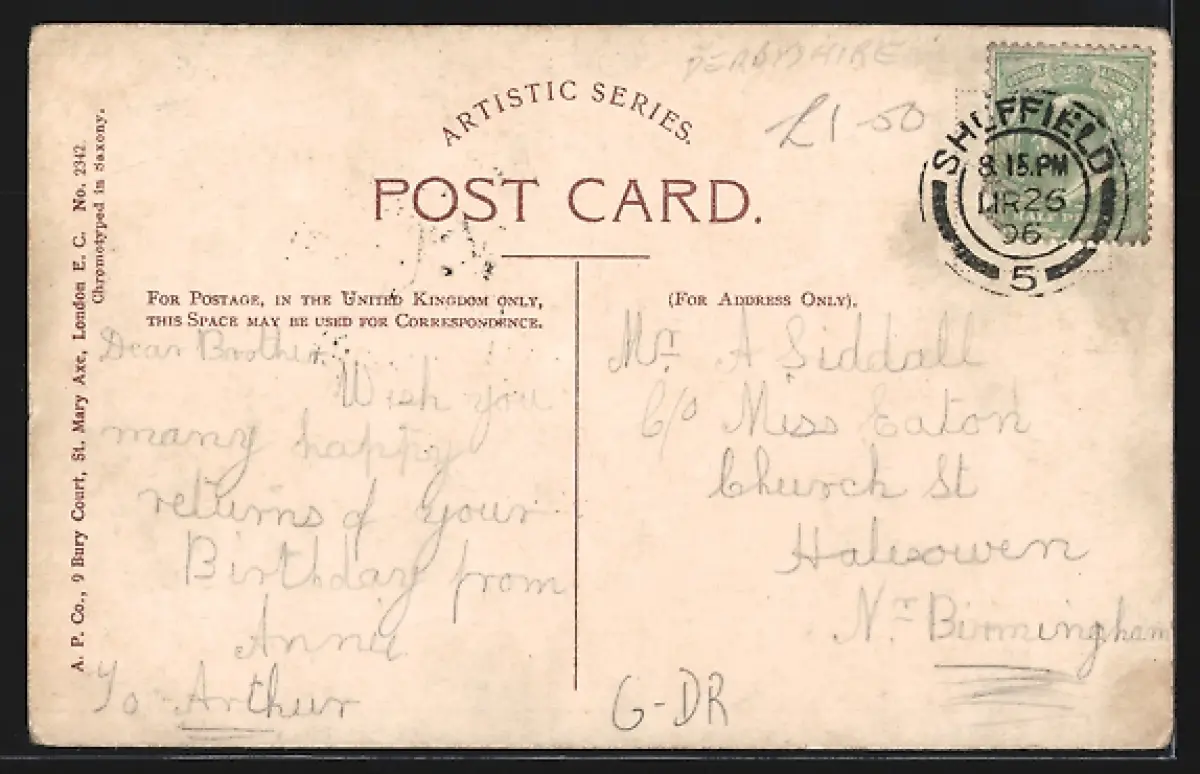 DERBYSHIRE
£1-50
ARTISTIC SERIES.
POST CARD.
SHEFFIELD
8.15.PM
MR26
06
5
HALF PE
A. P. Co., 9 Bury Court, St. Mary Axe, London E. C. No. 2342.
Chromotyped in Saxony.
FOR POSTAGE, IN THE UNITED KINGDOM ONLY,
THIS SPACE MAY BE USED FOR CORRESPONDENCE.
Dear Brother
Wish you
many happy
returns of your
Birthday from
Annie
To Arthur
(FOR ADDRESS ONLY).
Mr A Siddall
C/o Miss Eaton
Church St
Halesowen
Nr Birmingham
G-DR